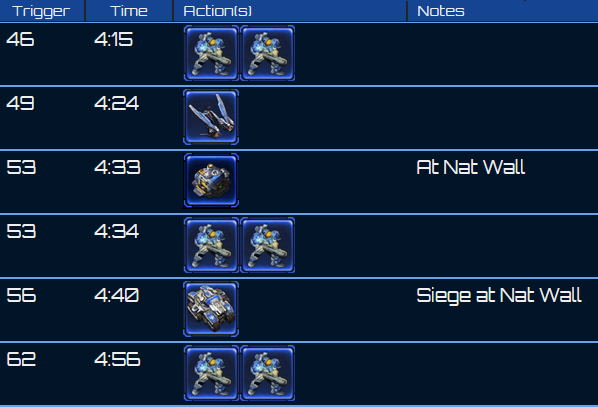 Trigger Time Action(s) Notes
46 4:15
49 4:24
53 4:33 At Nat Wall
53 4:34
56 4:40 Siege at Nat Wall
62 4:56